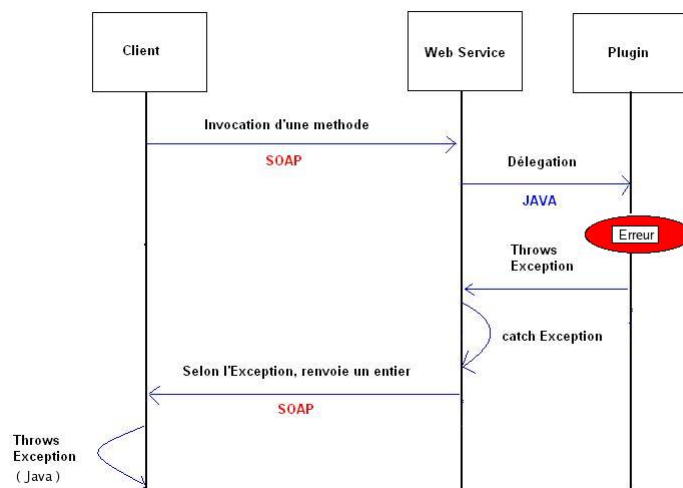 Client
Web Service
Plugin
Invocation d'une methode
SOAP
Délegation
JAVA
Erreur
Throws
Exception
catch Exception
Selon l'Exception, renvoie un entier
SOAP
Throws
Exception
( Java )